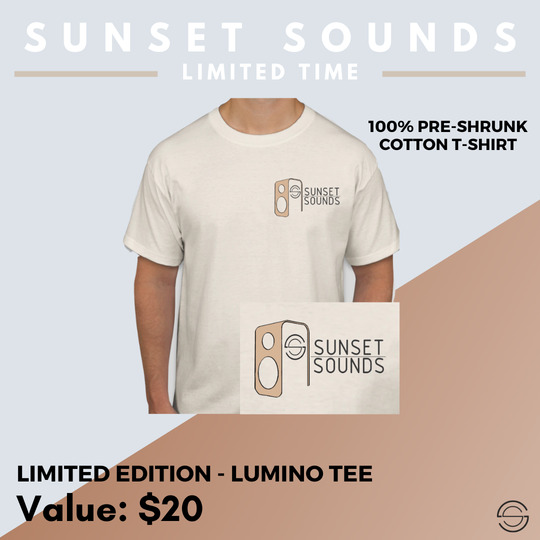 SUNSET SOUNDS
LIMITED TIME
100% PRE-SHRUNK
COTTON T-SHIRT
SUNSET
SOUNDS
SUNSET
SOUNDS
LIMITED EDITION - LUMINO TEE
Value: $20